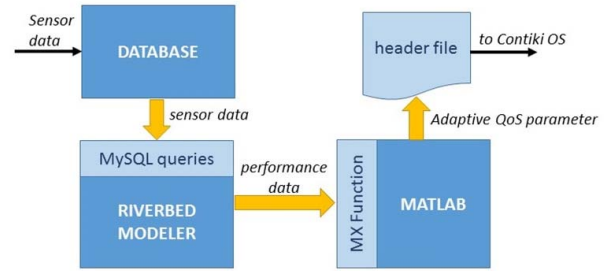 Sensor
data
DATABASE
sensor data
MySQL queries
RIVERBED
MODELER
performance
data
MX Function
MATLAB
Adaptive QoS parameter
header file
to Contiki OS